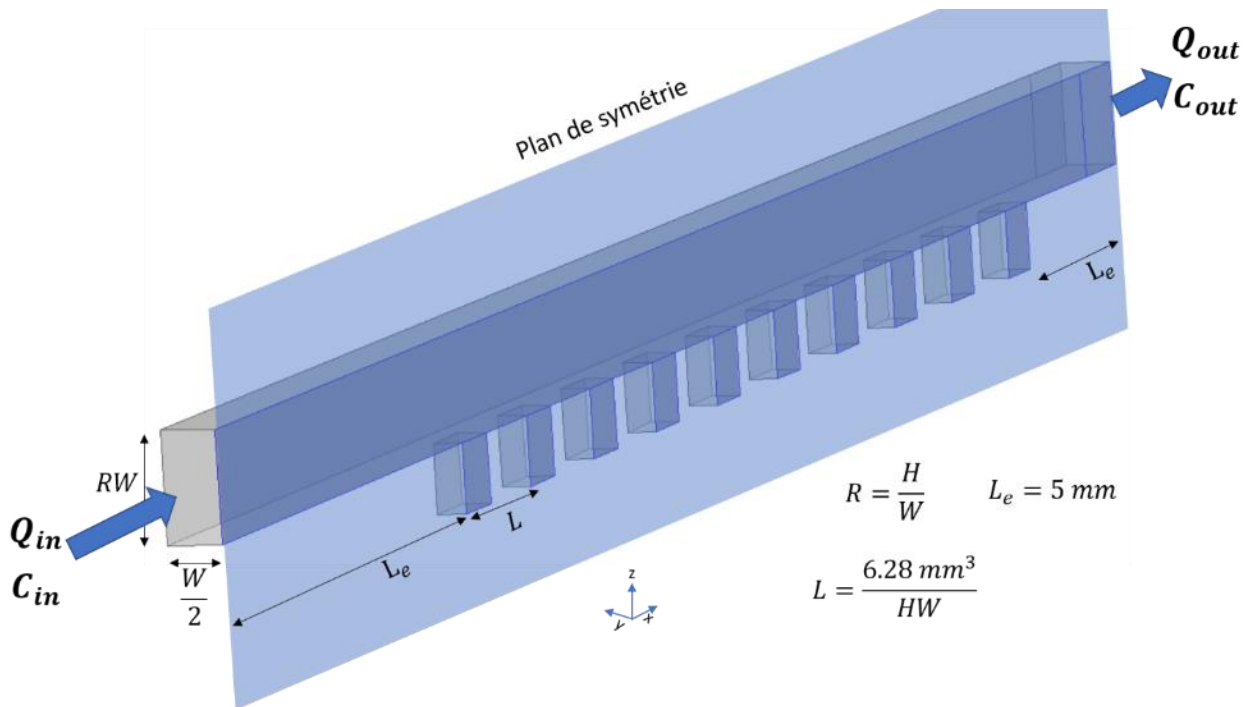 Q_out
C_out
Plan de symétrie
L_e
RW
R = H/W
L_e = 5 mm
L
Q_in
C_in
W/2
L_e
L = 6.28 mm³/HW
z
y
x